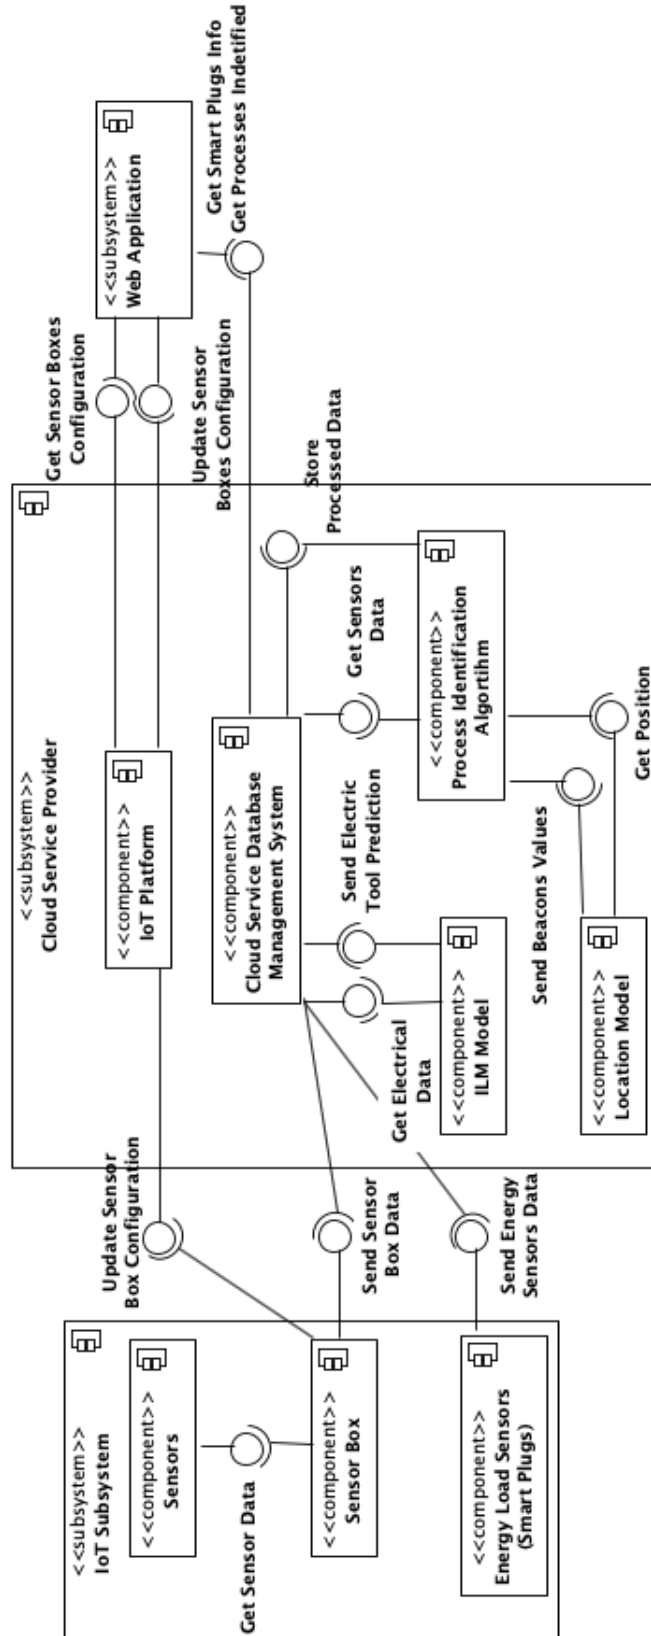 <<subsystem>>
IoT Subsystem
<<component>>
Sensors
Get Sensor Data
<<component>>
Sensor Box
<<component>>
Energy Load Sensors
(Smart Plugs)
Update Sensor
Box Configuration
Send Sensor
Box Data
Send Energy
Sensors Data
<<subsystem>>
Cloud Service Provider
<<component>>
IoT Platform
<<component>>
Cloud Service Database
Management System
Get Electrical
Data
Send Electric
Tool Prediction
<<component>>
ILM Model
<<component>>
Location Model
Send Beacons Values
Get Position
Get Sensors
Data
<<component>>
Process Identification
Algortihm
Store
Processed Data
Get Sensor Boxes
Configuration
Update Sensor
Boxes Configuration
<<subsystem>>
Web Application
Get Smart Plugs Info
Get Processes Indetified